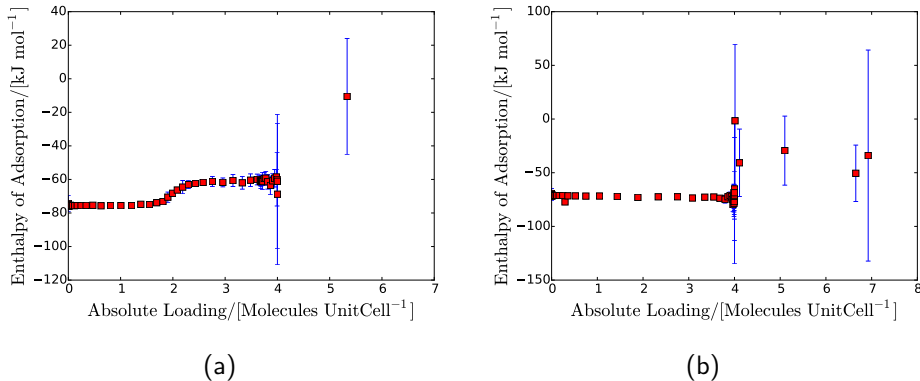 40
20
0
−20
−40
−60
−80
−100
−120
0 1 2 3 4 5 6 7
Enthalpy of Adsorption/[kJ mol⁻¹]
Absolute Loading/[Molecules UnitCell⁻¹]
(a)
100
50
0
−50
−100
−150
0 1 2 3 4 5 6 7 8
Enthalpy of Adsorption/[kJ mol⁻¹]
Absolute Loading/[Molecules UnitCell⁻¹]
(b)